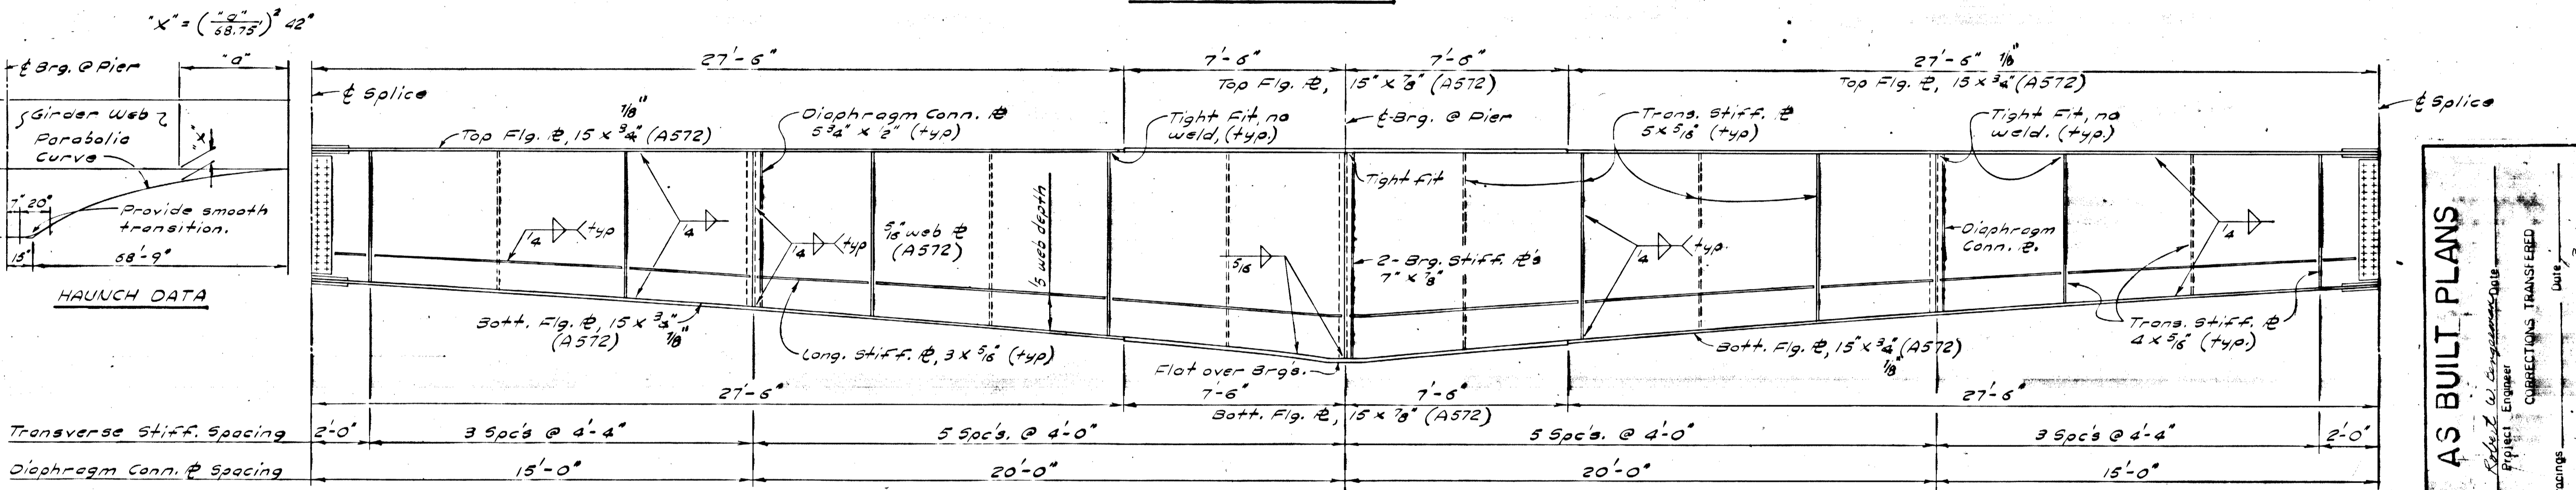 "X" = ("a"/68.75')² 42"
₵ Brg. @ Pier
"a"
Girder Web
Parabolic
Curve
"X"
7" 20"
Provide smooth
transition.
15"
68'-9"
HAUNCH DATA
27'-6"
7'-6"
7'-6"
27'-6" 7/8"
Top Flg. ₧, 15" x 7/8" (A572)
Top Flg. ₧, 15 x 3/4" (A572)
₵ Splice
7/8"
Top Flg. ₧, 15 x 3/4" (A572)
Diaphragm Conn. ₧
5 3/4" x 1/2" (typ)
Tight Fit, no
weld, (typ.)
₵ Brg. @ Pier
Trans. Stiff. ₧
5 x 5/16" (typ)
Tight Fit, no
weld. (typ.)
₵ Splice
Tight fit
1/4 typ
1/4
1/4 typ
5/16" web ₧
(A572)
1/5 web depth
5/16
2-Brg. Stiff. ₧'s
7" x 7/8"
1/4 typ.
Diaphragm
Conn. ₧.
1/4
Bott. Flg. ₧, 15 x 3/4"
(A572) 7/8"
Long. Stiff. ₧, 3 x 5/16" (typ)
Flat over Brgs.
Bott. Flg. ₧, 15" x 3/4" (A572)
7/8"
Trans. Stiff. ₧
4 x 5/16" (typ.)
27'-6"
7'-6"
7'-6"
27'-6"
Bott. Flg. ₧, 15 x 7/8" (A572)
Transverse Stiff. Spacing 2'-0" 3 Spc's @ 4'-4" 5 Spc's. @ 4'-0" 5 Spc's. @ 4'-0" 3 Spc's @ 4'-4" 2'-0"
Diaphragm Conn. ₧ Spacing 15'-0" 20'-0" 20'-0" 15'-0"
AS BUILT PLANS
Robert W. Date
Project Engineer
CORRECTIONS TRANSFERED
Date